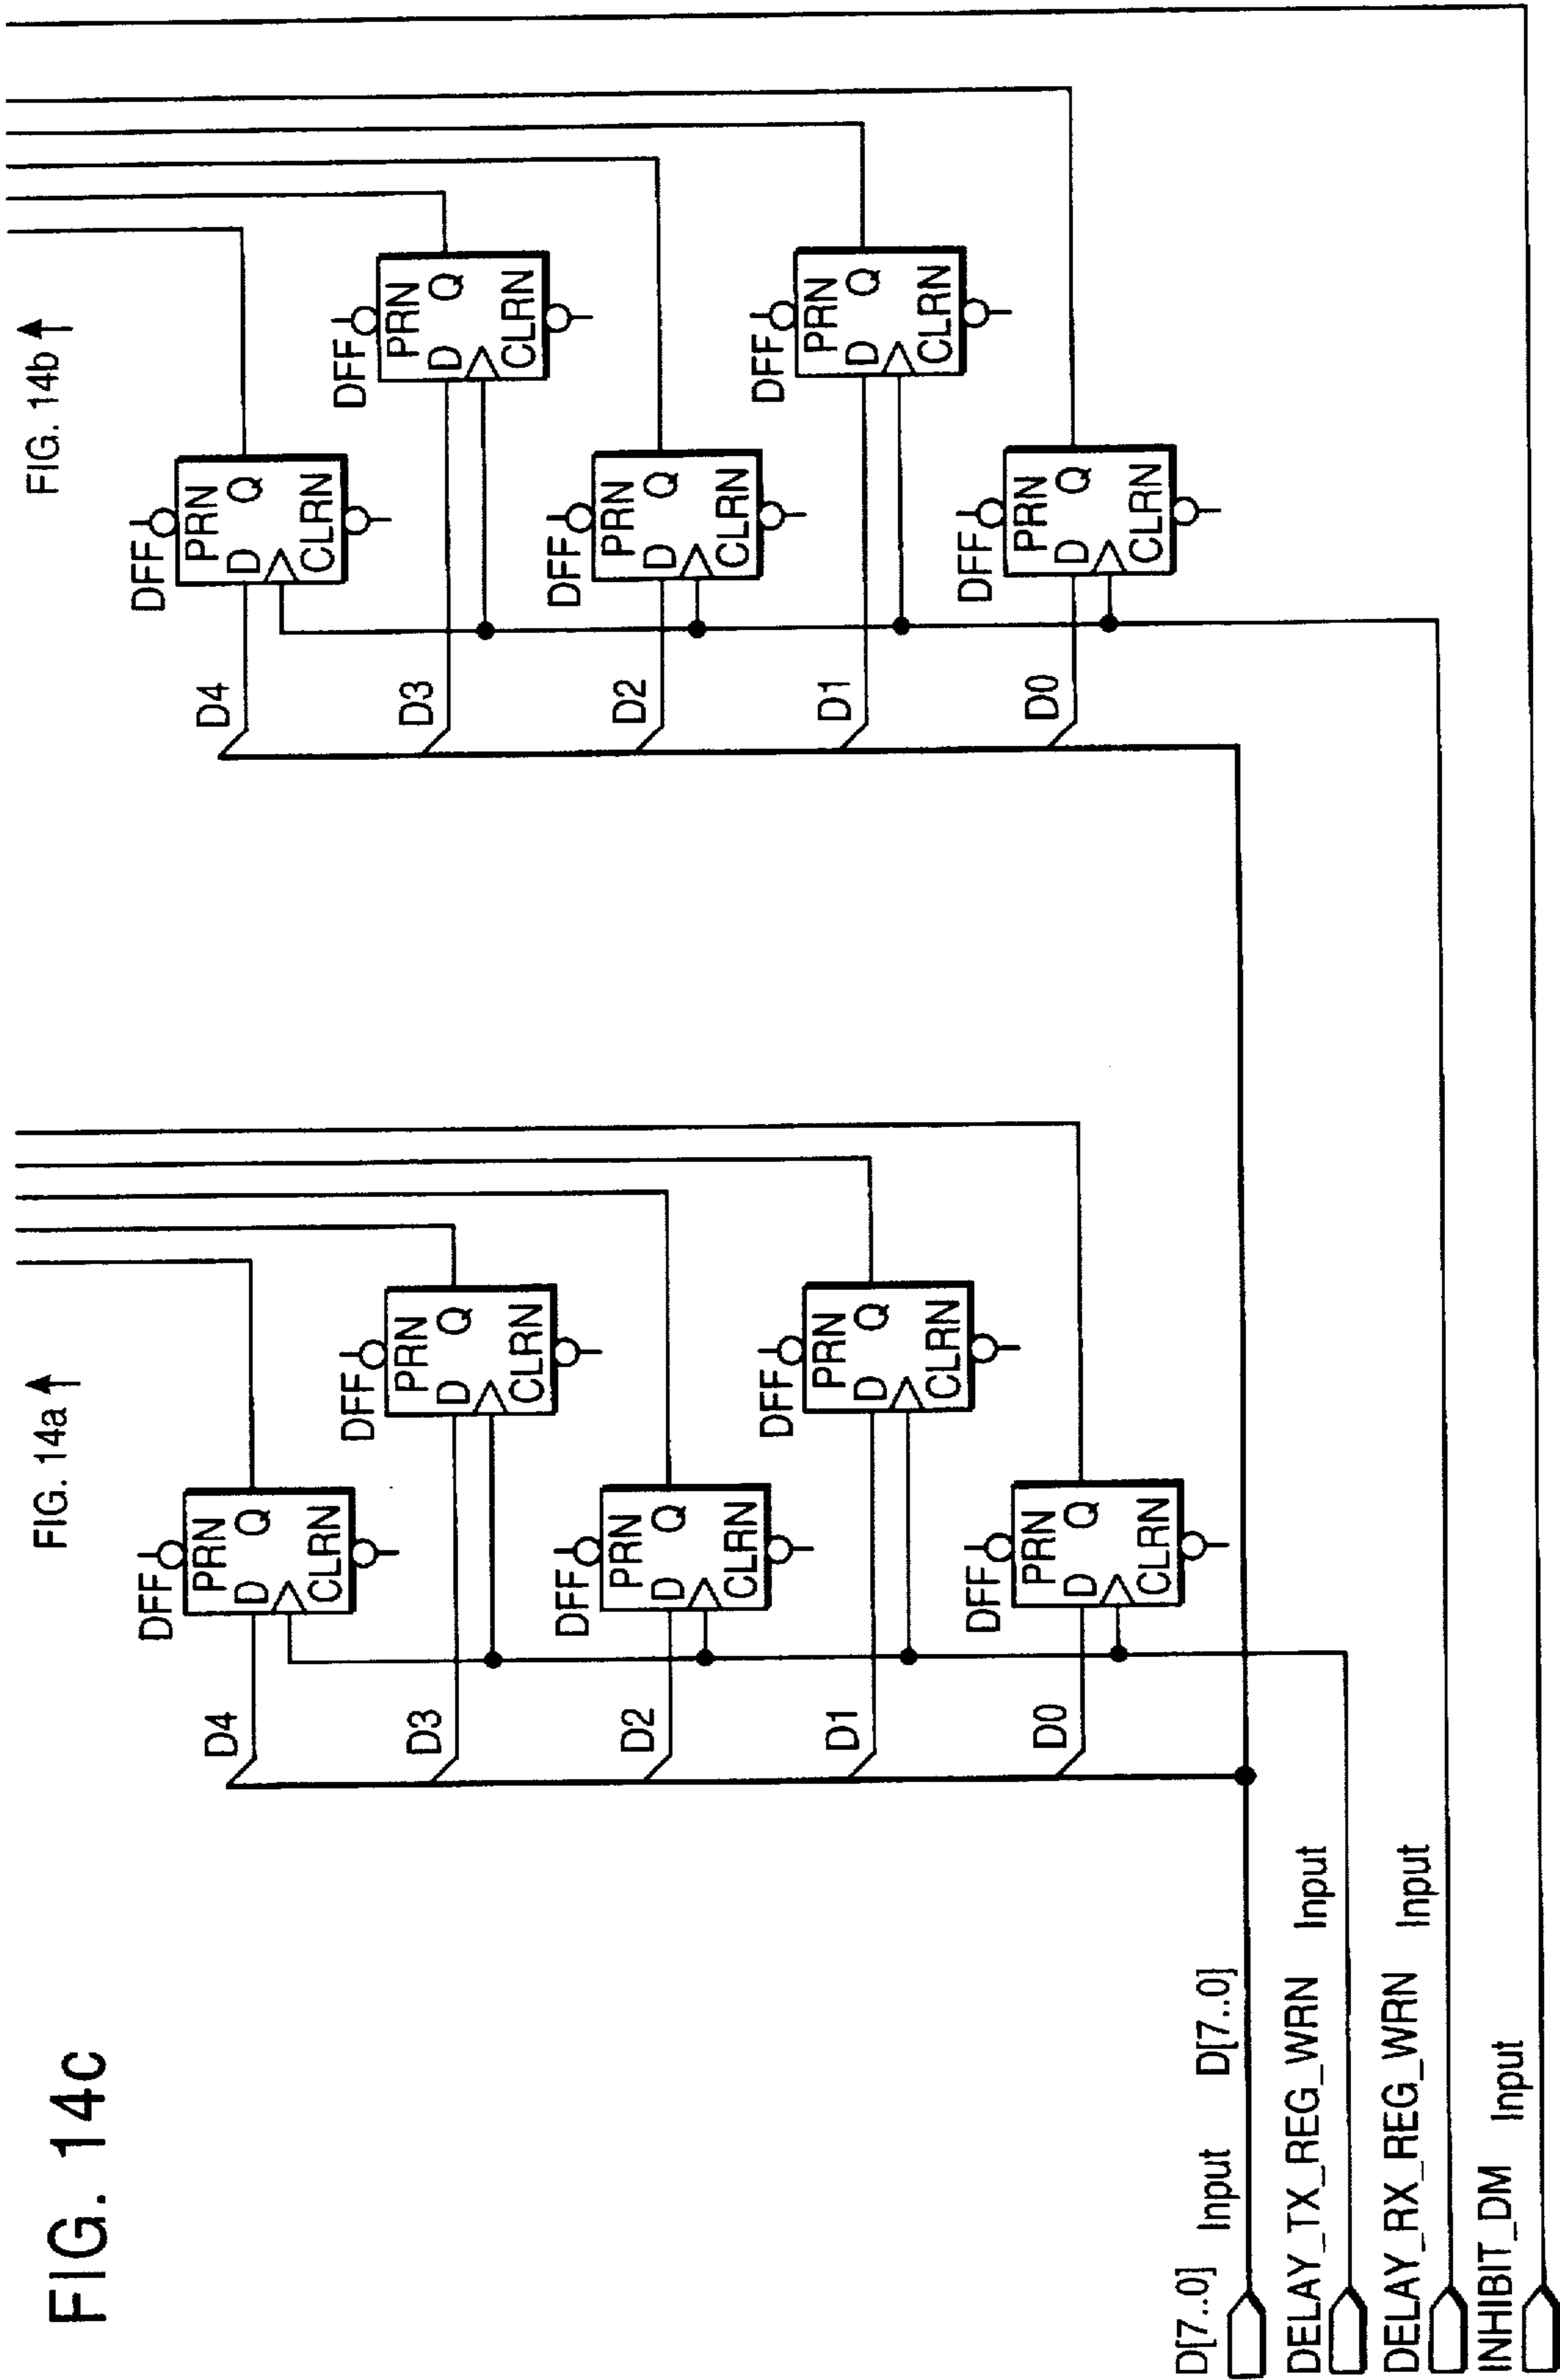 FIG. 14c
FIG. 14a
FIG. 14b
DFF
PRN
D Q
CLRN
D4
DFF
PRN
D Q
CLRN
D3
DFF
PRN
D Q
CLRN
D2
DFF
PRN
D Q
CLRN
D1
DFF
PRN
D Q
CLRN
D0
DFF
PRN
D Q
CLRN
D4
DFF
PRN
D Q
CLRN
D3
DFF
PRN
D Q
CLRN
D2
DFF
PRN
D Q
CLRN
D1
DFF
PRN
D Q
CLRN
D0
D[7..0] Input D[7..0]
DELAY_TX_REG_WRN Input
DELAY_RX_REG_WRN Input
INHIBIT_DM Input